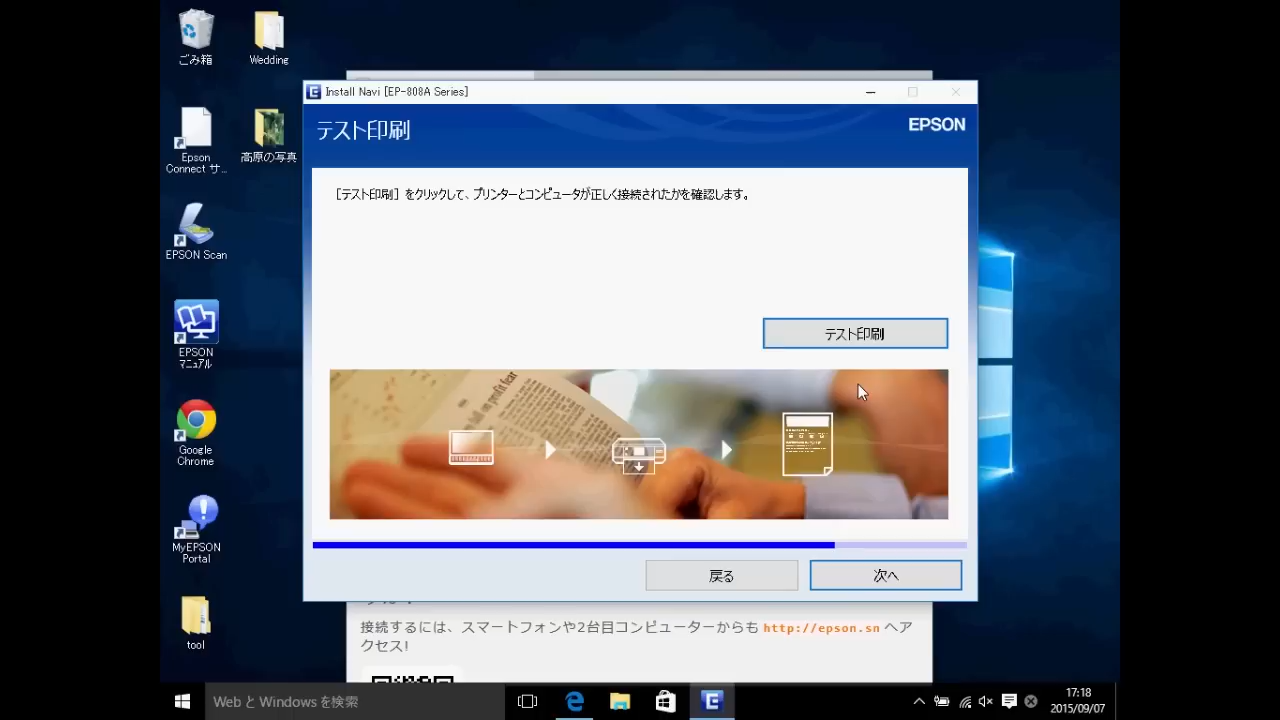 ごみ箱
Wedding
Epson
Connect サ...
高原の写真
EPSON Scan
EPSON
マニュアル
Google
Chrome
MyEPSON
Portal
tool
Install Navi [EP-808A Series]
テスト印刷
EPSON
［テスト印刷］をクリックして、プリンターとコンピュータが正しく接続されたかを確認します。
テスト印刷
戻る
次へ
接続するには、スマートフォンや2台目コンピューターからも http://epson.sn へア
クセス!
Web と Windows を検索
17:18
2015/09/07